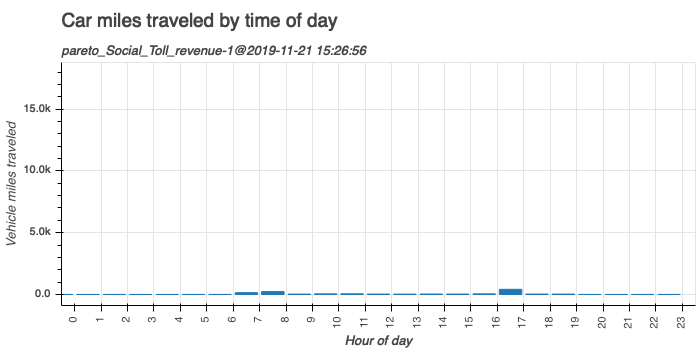 Car miles traveled by time of day
pareto_Social_Toll_revenue-1@2019-11-21 15:26:56
Vehicle miles traveled
15.0k
10.0k
5.0k
0.0
0 1 2 3 4 5 6 7 8 9 10 11 12 13 14 15 16 17 18 19 20 21 22 23
Hour of day